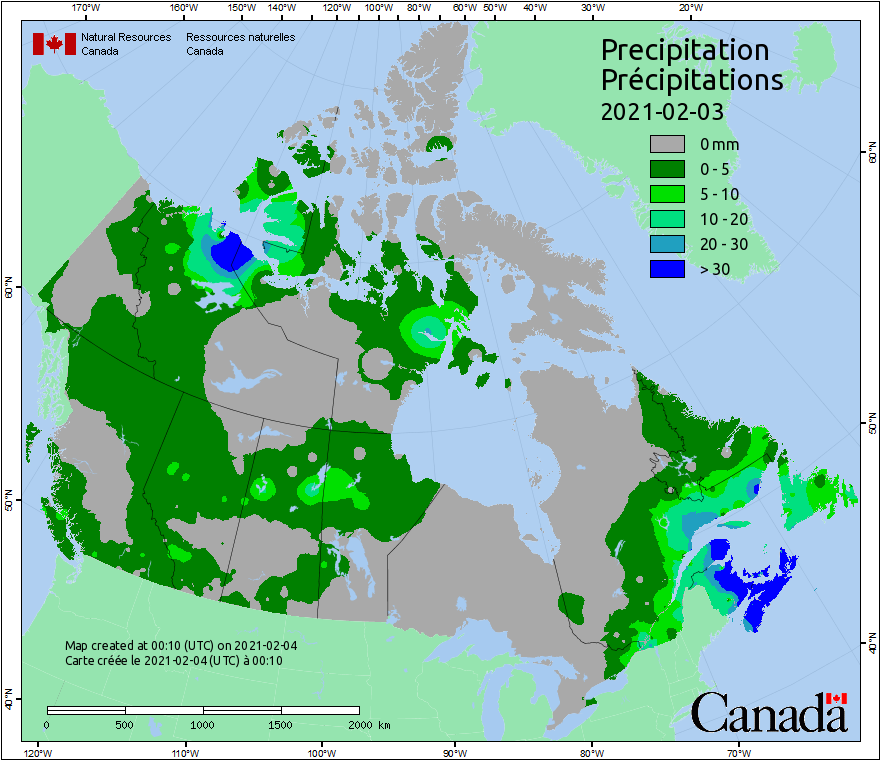 170°W 160°W 150°W 140°W 130°W 120°W 110°W 100°W 90°W 80°W 70°W 60°W 50°W 40°W 30°W 20°W
Natural Resources Canada
Ressources naturelles Canada
Precipitation
Précipitations
2021-02-03
0 mm
0 - 5
5 - 10
10 - 20
20 - 30
> 30
60°N
50°N
40°N
60°N
50°N
40°N
Map created at 00:10 (UTC) on 2021-02-04
Carte créée le 2021-02-04 (UTC) à 00:10
0 500 1000 1500 2000 km
Canada
120°W 110°W 100°W 90°W 80°W 70°W